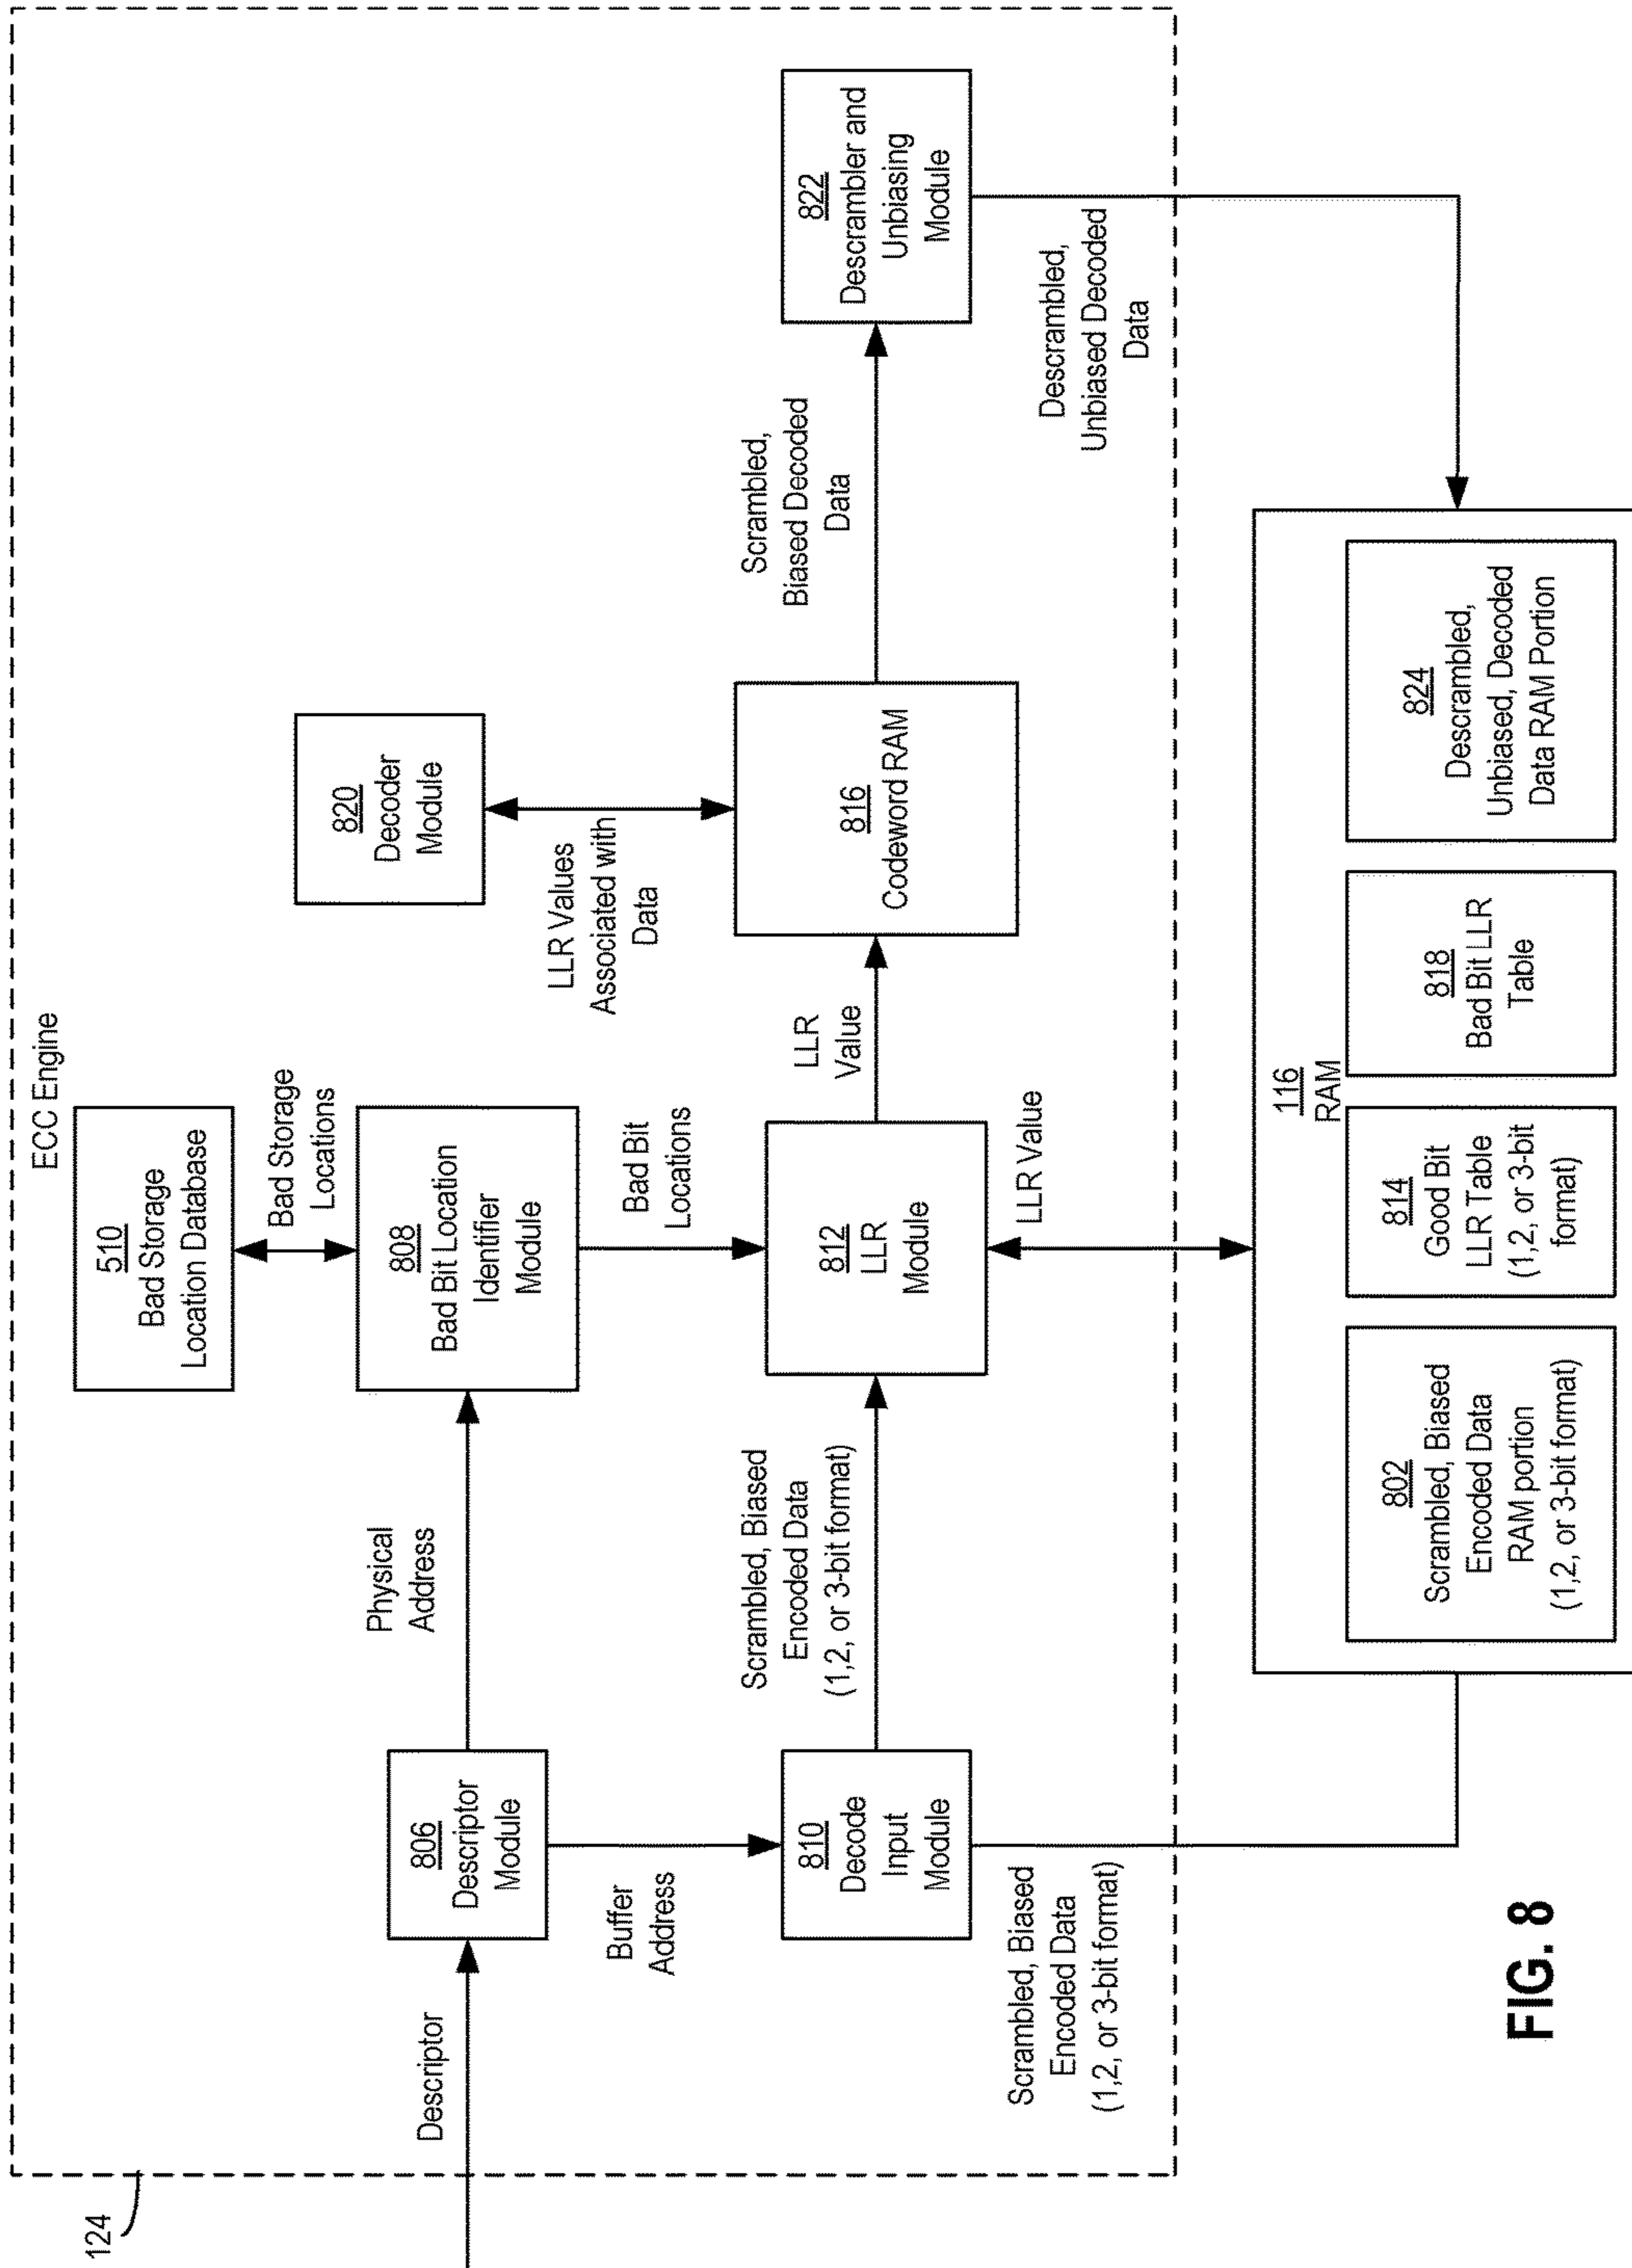 124
ECC Engine
510
Bad Storage
Location Database
Bad Storage
Locations
Descriptor
806
Descriptor
Module
Physical
Address
808
Bad Bit Location
Identifier
Module
820
Decoder
Module
Buffer
Address
Bad Bit
Locations
LLR Values
Associated with
Data
810
Decode
Input
Module
Scrambled, Biased
Encoded Data
(1,2, or 3-bit format)
812
LLR
Module
LLR
Value
816
Codeword RAM
Scrambled,
Biased Decoded
Data
822
Descrambler and
Unbiasing
Module
Scrambled, Biased
Encoded Data
(1,2, or 3-bit format)
LLR Value
Descrambled,
Unbiased Decoded
Data
116
RAM
802
Scrambled, Biased
Encoded Data
RAM portion
(1,2, or 3-bit format)
814
Good Bit
LLR Table
(1,2, or 3-bit
format)
818
Bad Bit LLR
Table
824
Descrambled,
Unbiased, Decoded
Data RAM Portion
FIG. 8